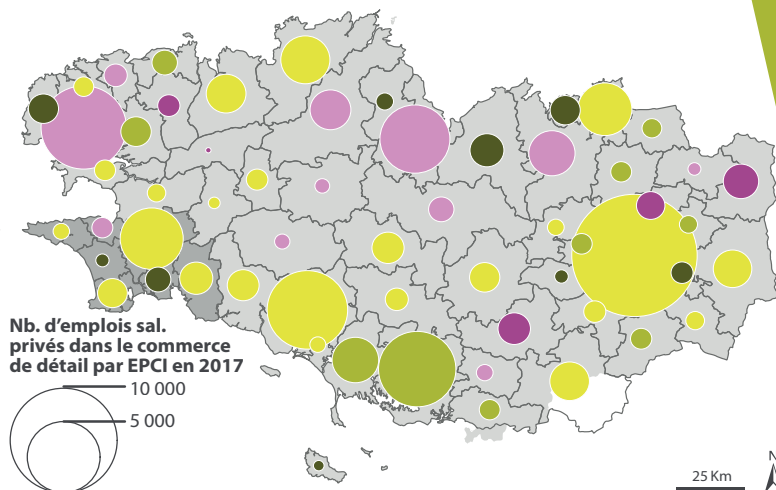 Nb. d'emplois sal.
privés dans le commerce
de détail par EPCI en 2017
10 000
5 000
25 Km
N